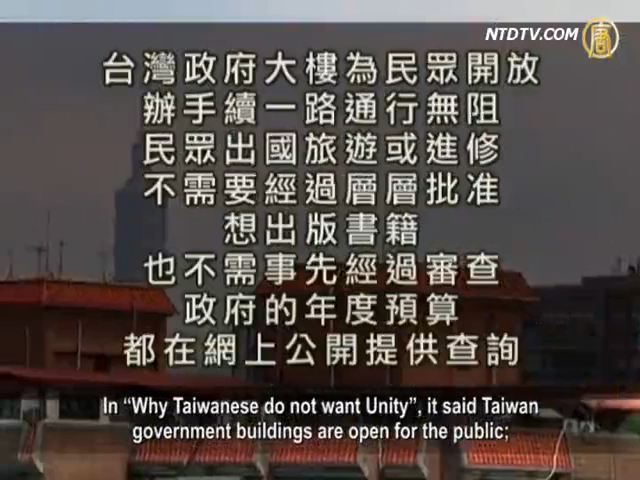 NTDTV.COM
唐
台灣政府大樓為民眾開放
辦手續一路通行無阻
民眾出國旅遊或進修
不需要經過層層批准
想出版書籍
也不需事先經過審查
政府的年度預算
都在網上公開提供查詢
In “Why Taiwanese do not want Unity”, it said Taiwan
government buildings are open for the public;